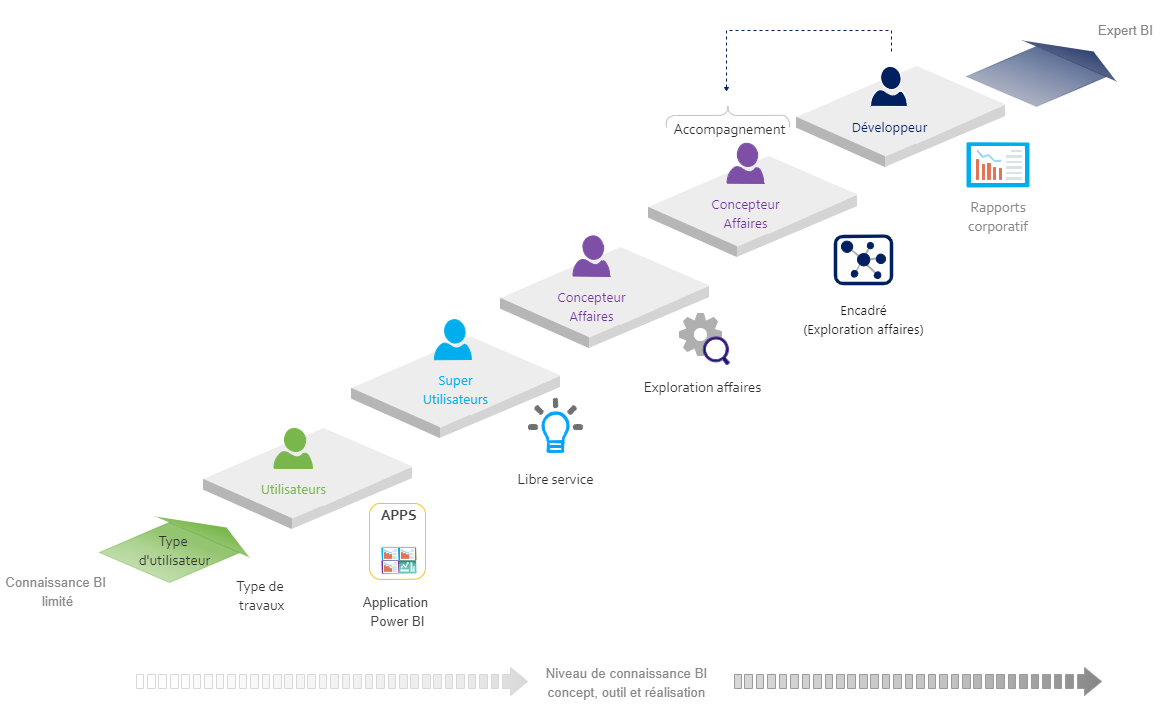 Expert BI
Accompagnement
Développeur
Concepteur
Affaires
Rapports
corporatif
Concepteur
Affaires
Encadré
(Exploration affaires)
Super
Utilisateurs
Exploration affaires
Utilisateurs
Libre service
APPS
Type
d'utilisateur
Connaissance BI
limité
Type de
travaux
Application
Power BI
Niveau de connaissance BI
concept, outil et réalisation